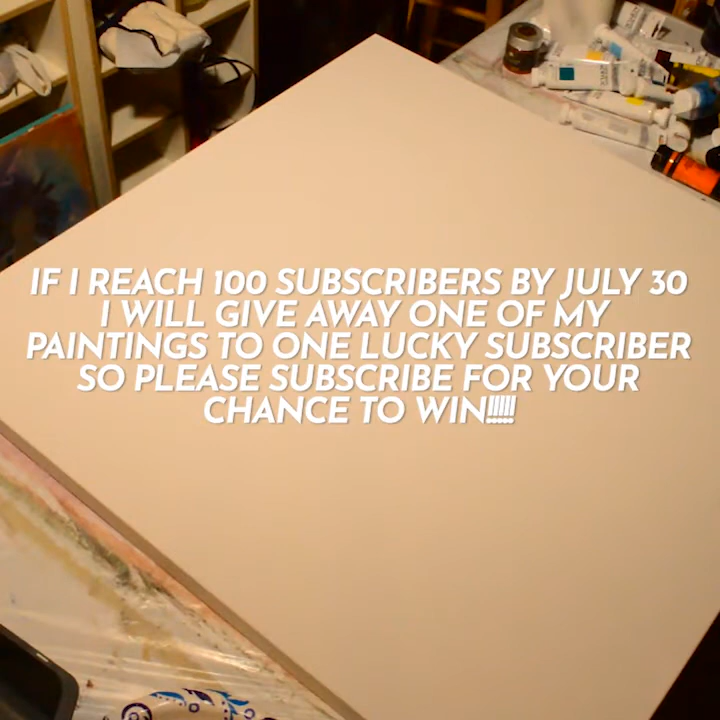 IF I REACH 100 SUBSCRIBERS BY JULY 30
I WILL GIVE AWAY ONE OF MY
PAINTINGS TO ONE LUCKY SUBSCRIBER
SO PLEASE SUBSCRIBE FOR YOUR
CHANCE TO WIN!!!!!